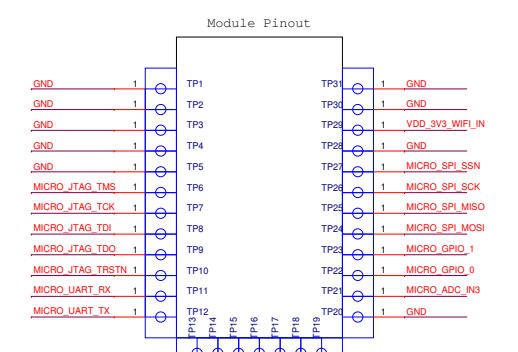 Module Pinout
GND 1 TP1 TP31 1 GND
GND 1 TP2 TP30 1 GND
GND 1 TP3 TP29 1 VDD_3V3_WIFI_IN
GND 1 TP4 TP28 1 GND
GND 1 TP5 TP27 1 MICRO_SPI_SSN
MICRO_JTAG_TMS 1 TP6 TP26 1 MICRO_SPI_SCK
MICRO_JTAG_TCK 1 TP7 TP25 1 MICRO_SPI_MISO
MICRO_JTAG_TDI 1 TP8 TP24 1 MICRO_SPI_MOSI
MICRO_JTAG_TDO 1 TP9 TP23 1 MICRO_GPIO_1
MICRO_JTAG_TRSTN 1 TP10 TP22 1 MICRO_GPIO_0
MICRO_UART_RX 1 TP11 TP21 1 MICRO_ADC_IN3
MICRO_UART_TX 1 TP12 TP20 1 GND
TP13 TP14 TP15 TP16 TP17 TP18 TP19